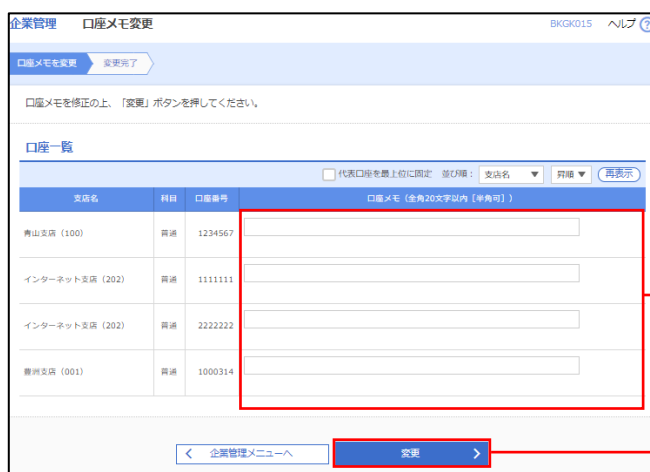 企業管理 口座メモ変更 BKGK015 ヘルプ ?
口座メモを変更 変更完了
口座メモを修正の上、「変更」ボタンを押してください。
口座一覧
代表口座を最上位に固定 並び順： 支店名 ▼ 昇順 ▼ 再表示
支店名 科目 口座番号 口座メモ（全角20文字以内［半角可］）
青山支店（100） 普通 1234567
インターネット支店（202） 普通 1111111
インターネット支店（202） 普通 2222222
豊洲支店（001） 普通 1000314
企業管理メニューへ 変更